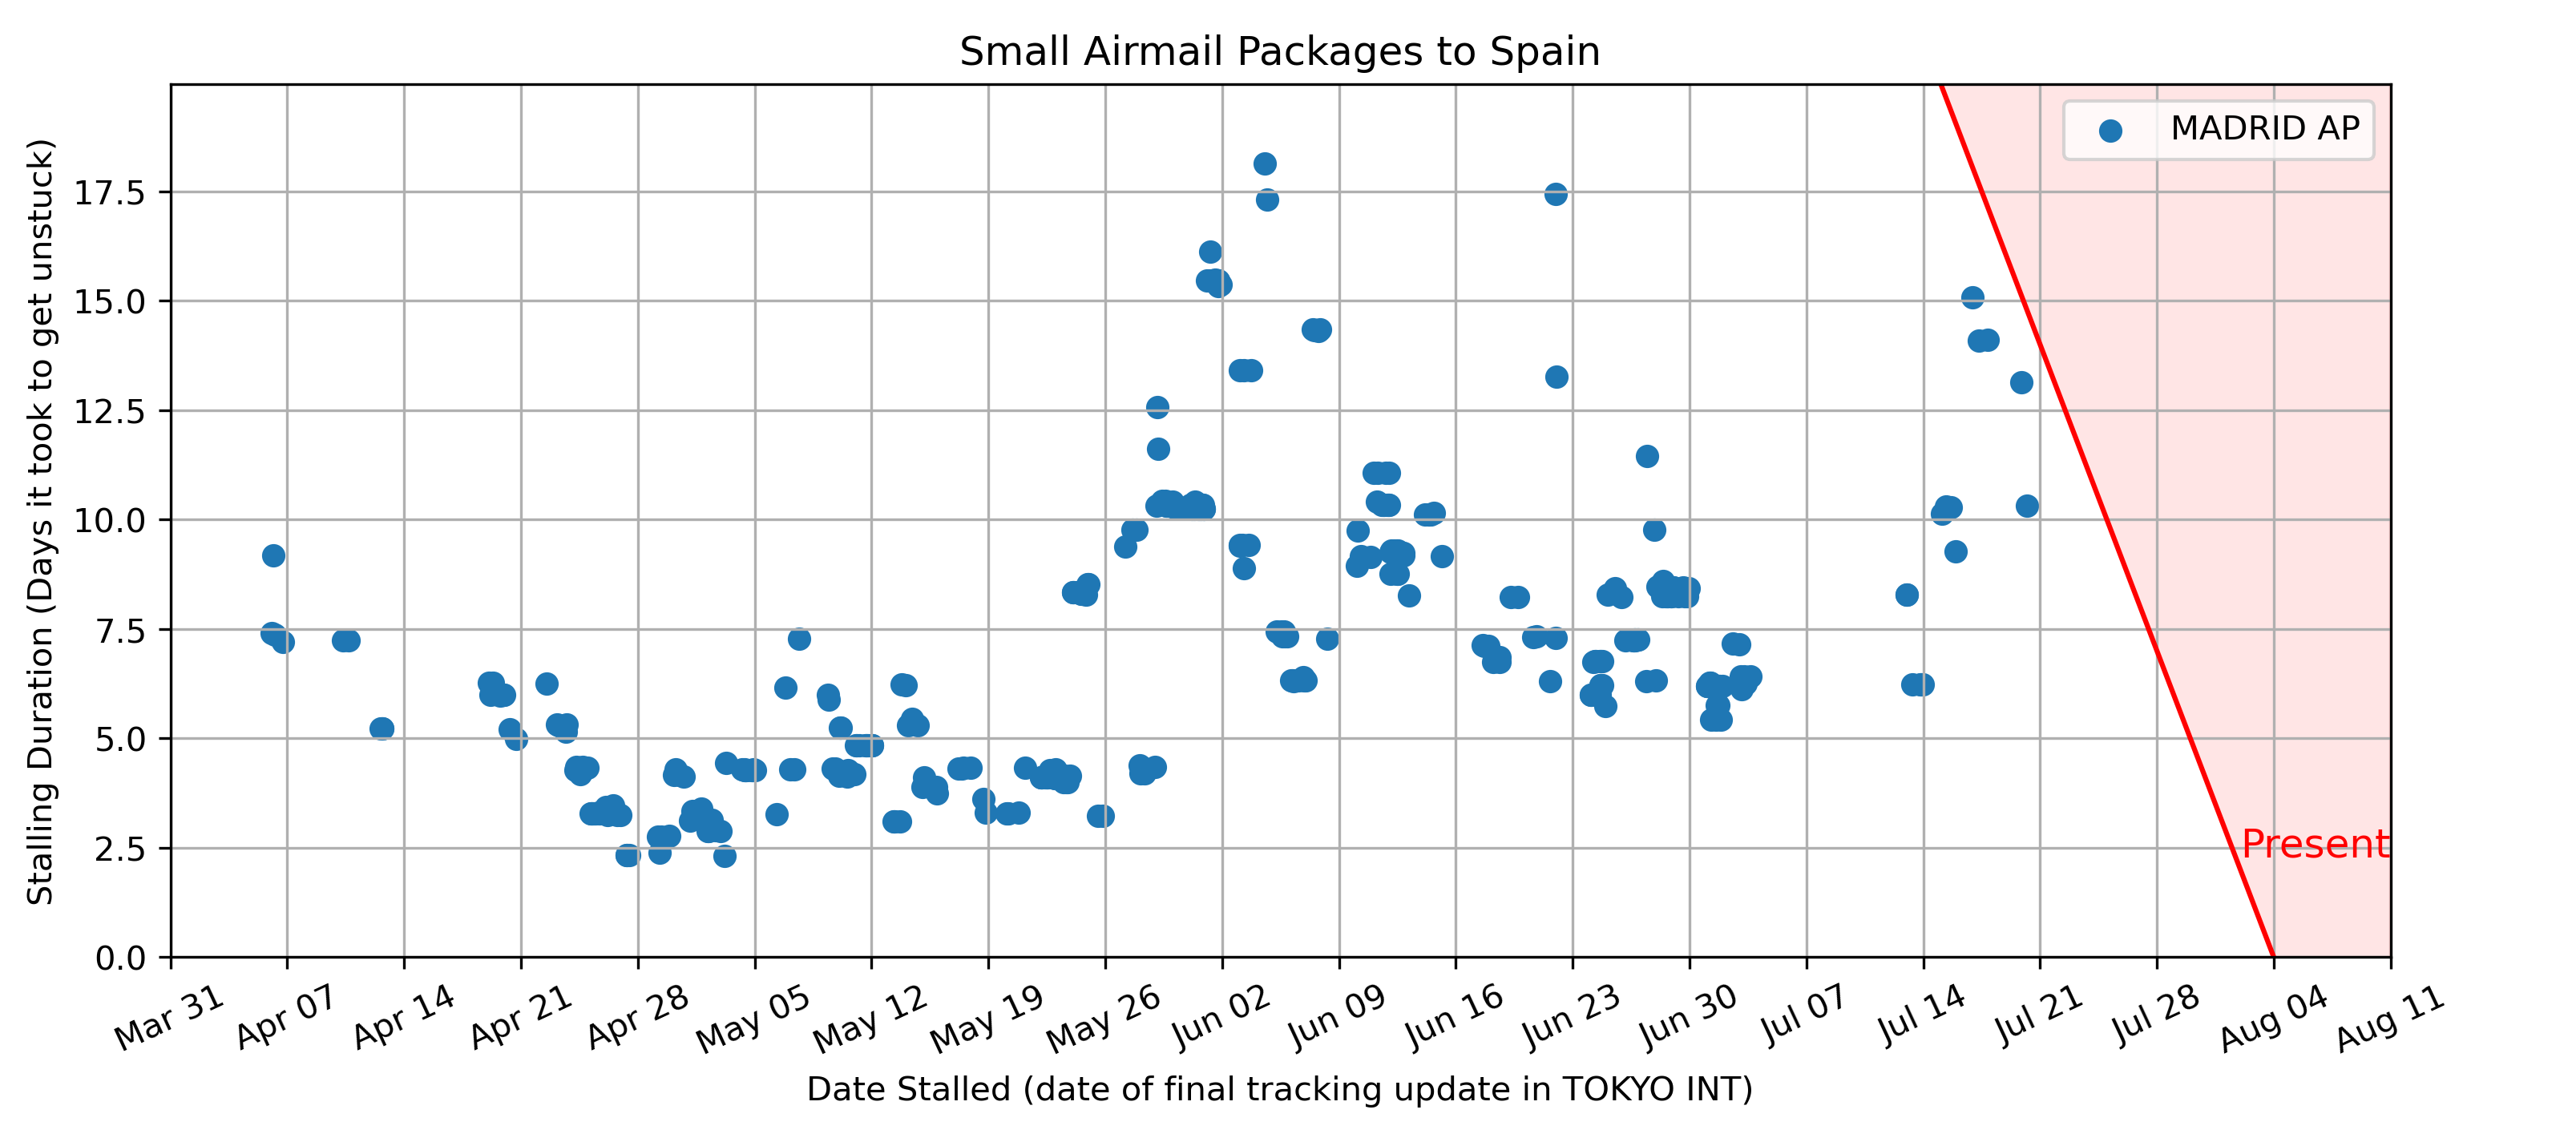 Small Airmail Packages to Spain
MADRID AP
Stalling Duration (Days it took to get unstuck)
17.5
15.0
12.5
10.0
7.5
5.0
2.5
0.0
Present
Mar 31
Apr 07
Apr 14
Apr 21
Apr 28
May 05
May 12
May 19
May 26
Jun 02
Jun 09
Jun 16
Jun 23
Jun 30
Jul 07
Jul 14
Jul 21
Jul 28
Aug 04
Aug 11
Date Stalled (date of final tracking update in TOKYO INT)